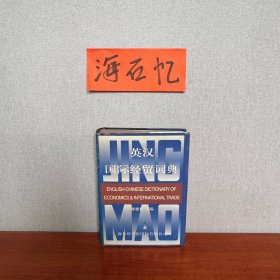 海石忆
英汉
JING
国际经贸词典
ENGLISH-CHINESE DICTIONARY OF
ECONOMICS & INTERNATIONAL TRADE
MAO